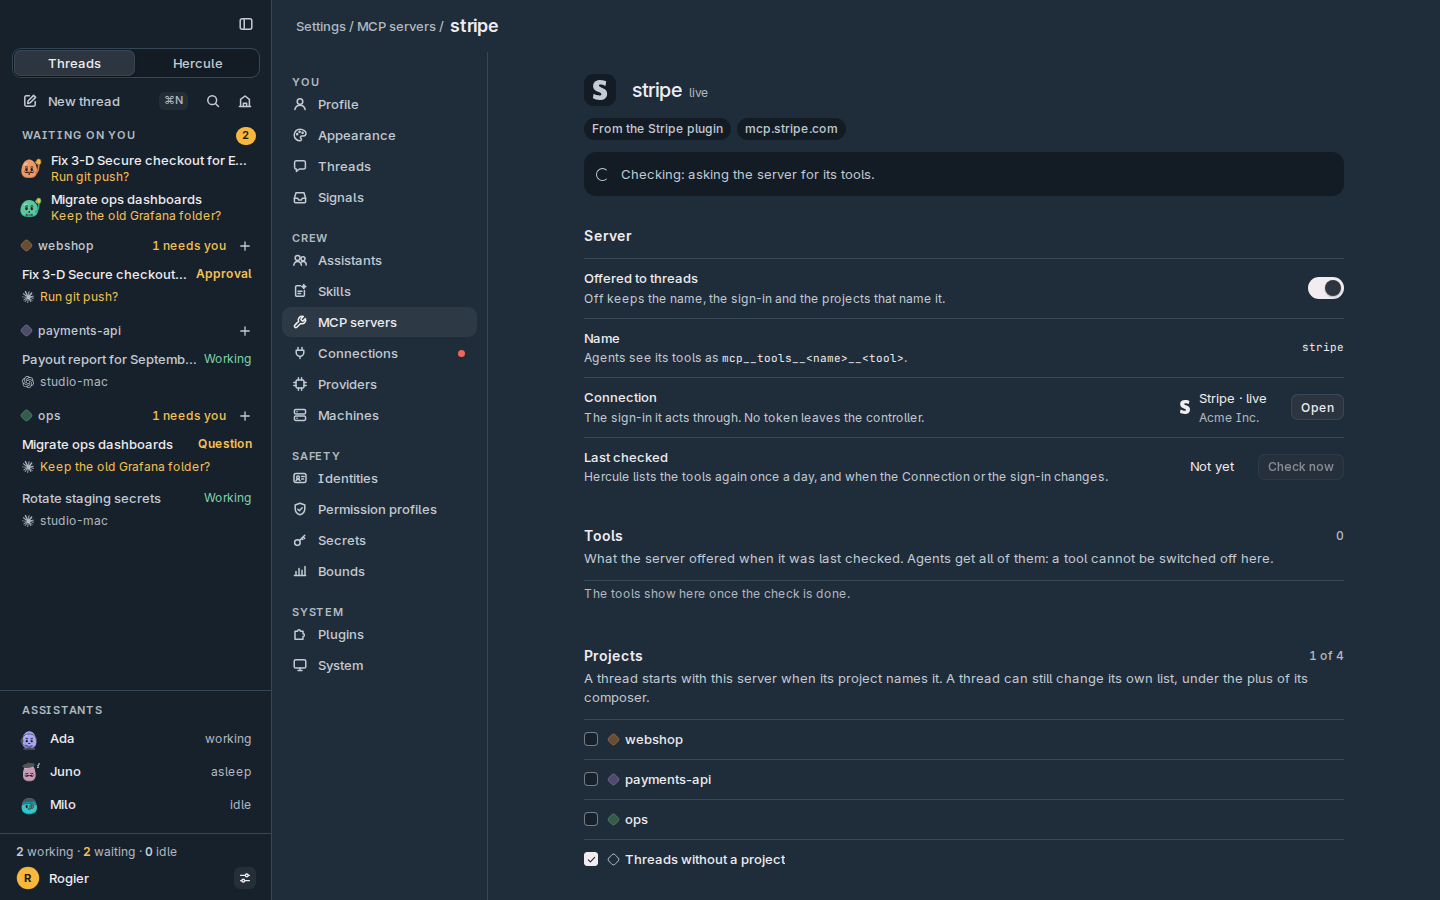 Threads
Hercule
New thread
⌘N
WAITING ON YOU
2
Fix 3-D Secure checkout for E...
Run git push?
Migrate ops dashboards
Keep the old Grafana folder?
webshop
1 needs you
Fix 3-D Secure checkout...
Approval
Run git push?
payments-api
Payout report for Septemb...
Working
studio-mac
ops
1 needs you
Migrate ops dashboards
Question
Keep the old Grafana folder?
Rotate staging secrets
Working
studio-mac
ASSISTANTS
Ada
working
Juno
asleep
Milo
idle
2 working · 2 waiting · 0 idle
R
Rogier
Settings / MCP servers / stripe
YOU
Profile
Appearance
Threads
Signals
CREW
Assistants
Skills
MCP servers
Connections
Providers
Machines
SAFETY
Identities
Permission profiles
Secrets
Bounds
SYSTEM
Plugins
System
S
stripe live
From the Stripe plugin
mcp.stripe.com
Checking: asking the server for its tools.
Server
Offered to threads
Off keeps the name, the sign-in and the projects that name it.
Name
Agents see its tools as mcp__tools__<name>__<tool>.
stripe
Connection
The sign-in it acts through. No token leaves the controller.
S
Stripe · live
Acme Inc.
Open
Last checked
Hercule lists the tools again once a day, and when the Connection or the sign-in changes.
Not yet
Check now
Tools
0
What the server offered when it was last checked. Agents get all of them: a tool cannot be switched off here.
The tools show here once the check is done.
Projects
1 of 4
A thread starts with this server when its project names it. A thread can still change its own list, under the plus of its
composer.
webshop
payments-api
ops
Threads without a project